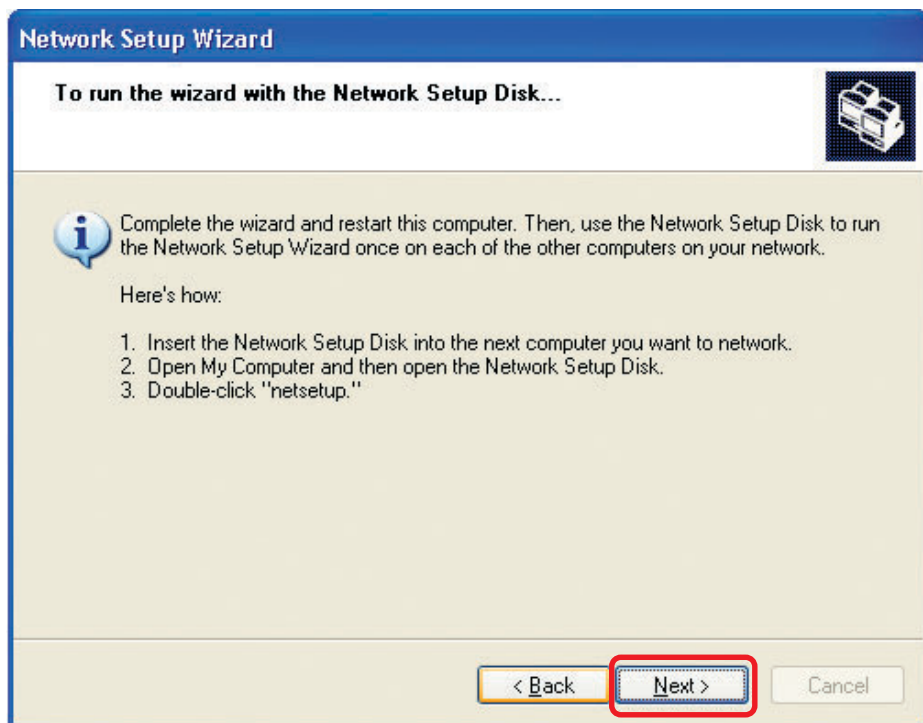 Network Setup Wizard
To run the wizard with the Network Setup Disk...
Complete the wizard and restart this computer. Then, use the Network Setup Disk to run
the Network Setup Wizard once on each of the other computers on your network.
Here's how:
1. Insert the Network Setup Disk into the next computer you want to network.
2. Open My Computer and then open the Network Setup Disk.
3. Double-click "netsetup."
< Back
Next >
Cancel